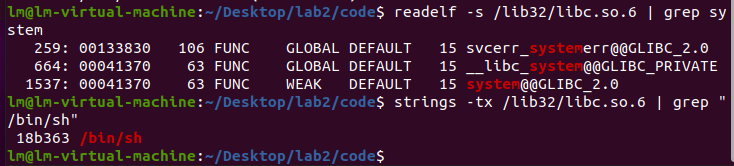 lm@lm-virtual-machine:~/Desktop/lab2/code$ readelf -s /lib32/libc.so.6 | grep sy
stem
   259: 00133830   106 FUNC    GLOBAL DEFAULT   15 svcerr_systemerr@@GLIBC_2.0
   664: 00041370    63 FUNC    GLOBAL DEFAULT   15 __libc_system@@GLIBC_PRIVATE
  1537: 00041370    63 FUNC    WEAK   DEFAULT   15 system@@GLIBC_2.0
lm@lm-virtual-machine:~/Desktop/lab2/code$ strings -tx /lib32/libc.so.6 | grep "
/bin/sh"
 18b363 /bin/sh
lm@lm-virtual-machine:~/Desktop/lab2/code$